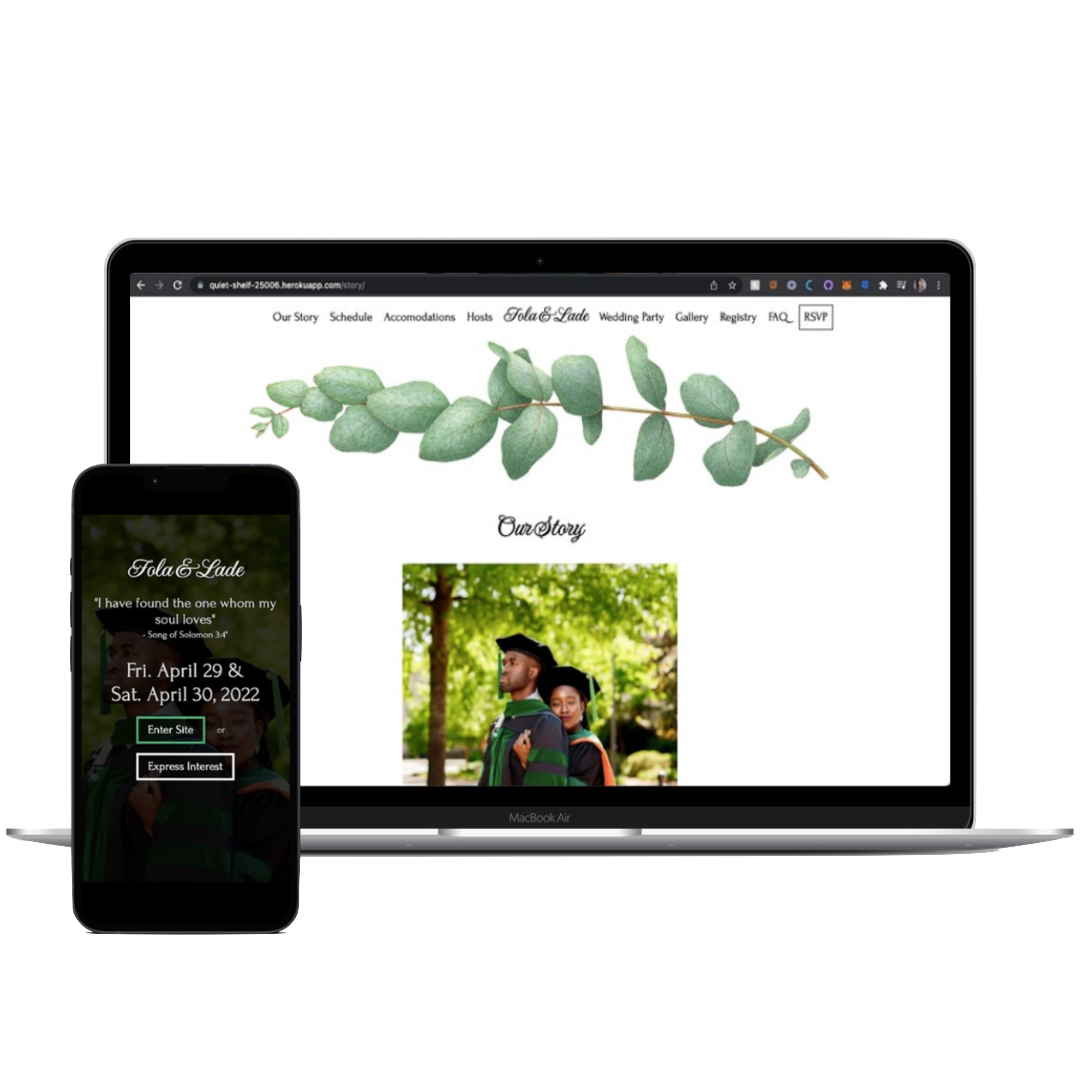 quiet-shelf-25006.herokuapp.com/story/
Our Story Schedule Accomodations Hosts Tola & Lade Wedding Party Gallery Registry FAQ RSVP
Our Story
MacBook Air
Tola & Lade
"I have found the one whom my
soul loves"
- Song of Solomon 3:4"
Fri. April 29 &
Sat. April 30, 2022
Enter Site or
Express Interest